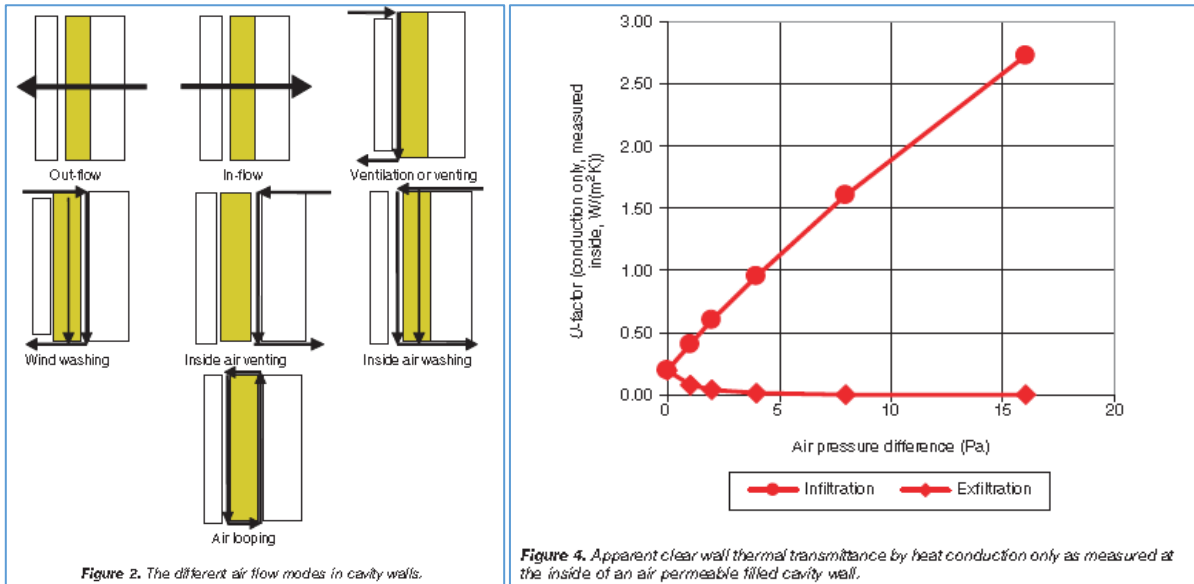 Out-flow
In-flow
Ventilation or venting
Wind washing
Inside air venting
Inside air washing
Air looping
Figure 2. The different air flow modes in cavity walls.
U-factor (conduction only, measured
inside, W/(m²K))
3.00
2.50
2.00
1.50
1.00
0.50
0.00
0
5
10
15
20
Air pressure difference (Pa)
Infiltration
Exfiltration
Figure 4. Apparent clear wall thermal transmittance by heat conduction only as measured at
the inside of an air permeable filled cavity wall.